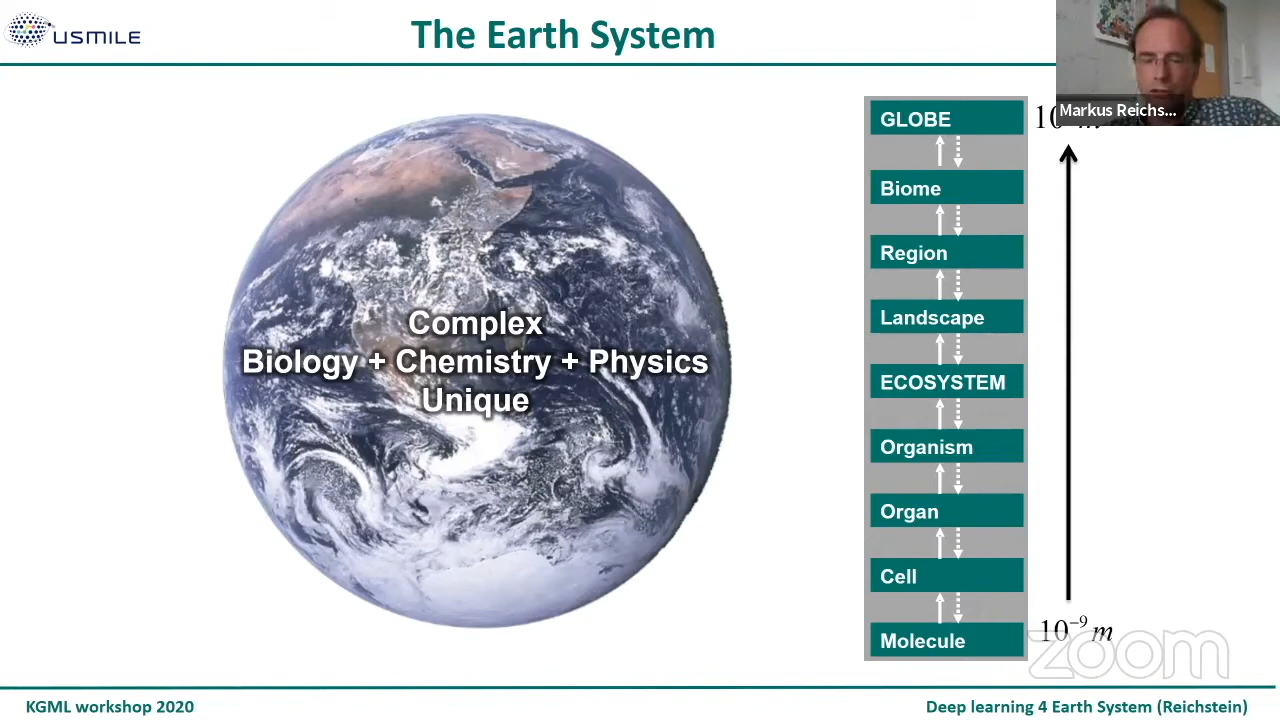 USMILE
The Earth System
Markus Reichs...
Complex
Biology + Chemistry + Physics
Unique
GLOBE
Biome
Region
Landscape
ECOSYSTEM
Organism
Organ
Cell
Molecule
10⁻⁹ m
zoom
KGML workshop 2020
Deep learning 4 Earth System (Reichstein)